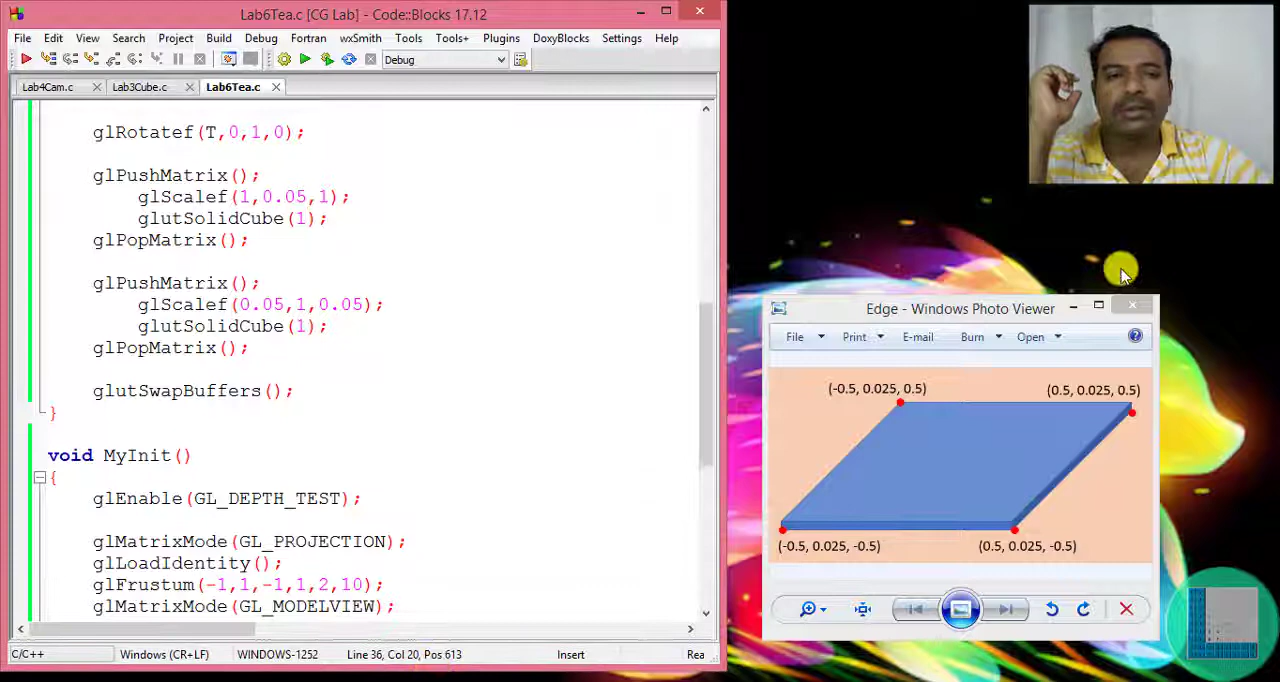 Lab6Tea.c [CG Lab] - Code::Blocks 17.12
File Edit View Search Project Build Debug Fortran wxSmith Tools Tools+ Plugins DoxyBlocks Settings Help
Debug
Lab4Cam.c Lab3Cube.c Lab6Tea.c
glRotatef(T,0,1,0);
glPushMatrix();
glScalef(1,0.05,1);
glutSolidCube(1);
glPopMatrix();
glPushMatrix();
glScalef(0.05,1,0.05);
glutSolidCube(1);
glPopMatrix();
glutSwapBuffers();
}
void MyInit()
{
glEnable(GL_DEPTH_TEST);
glMatrixMode(GL_PROJECTION);
glLoadIdentity();
glFrustum(-1,1,-1,1,2,10);
glMatrixMode(GL_MODELVIEW);
C/C++ Windows (CR+LF) WINDOWS-1252 Line 36, Col 20, Pos 613 Insert Rea
Edge - Windows Photo Viewer
File Print E-mail Burn Open
(-0.5, 0.025, 0.5) (0.5, 0.025, 0.5)
(-0.5, 0.025, -0.5) (0.5, 0.025, -0.5)